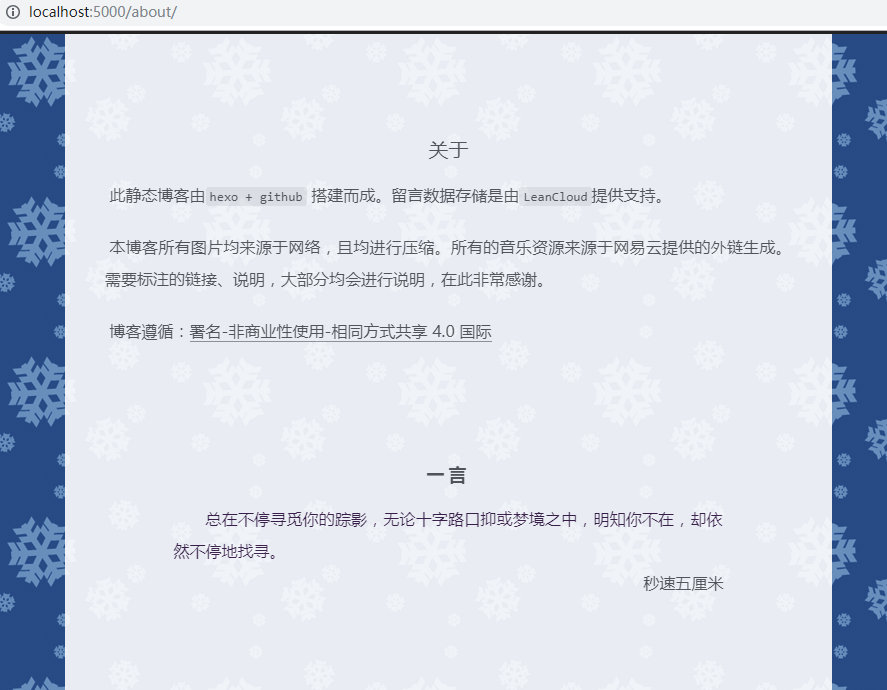 localhost:5000/about/
关于
此静态博客由 hexo + github 搭建而成。留言数据存储是由 LeanCloud 提供支持。
本博客所有图片均来源于网络，且均进行压缩。所有的音乐资源来源于网易云提供的外链生成。
需要标注的链接、说明，大部分均会进行说明，在此非常感谢。
博客遵循：署名-非商业性使用-相同方式共享 4.0 国际
一言
总在不停寻觅你的踪影，无论十字路口抑或梦境之中，明知你不在，却依
然不停地找寻。
秒速五厘米